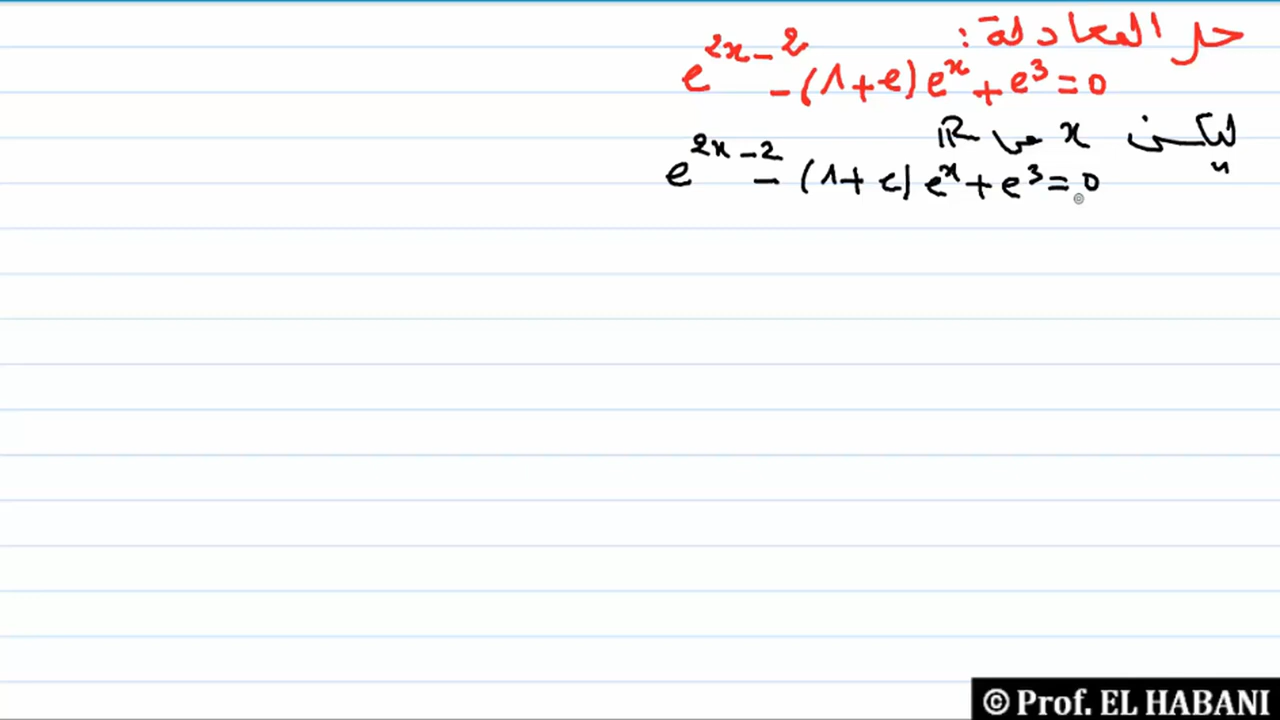 حل المعادلة :
e^{2x-2} - (1+e) e^x + e^3 = 0
ليكن x من ℝ
e^{2x-2} - (1+e) e^x + e^3 = 0
© Prof. EL HABANI